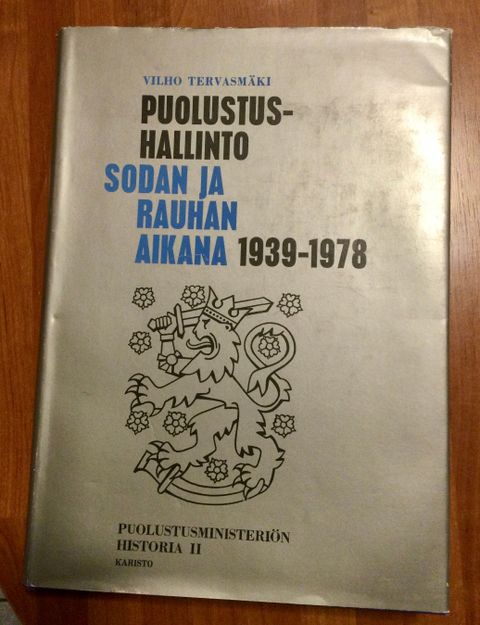 VILHO TERVASMÄKI
PUOLUSTUS-
HALLINTO
SODAN JA
RAUHAN
AIKANA 1939-1978
PUOLUSTUSMINISTERIÖN
HISTORIA II
KARISTO